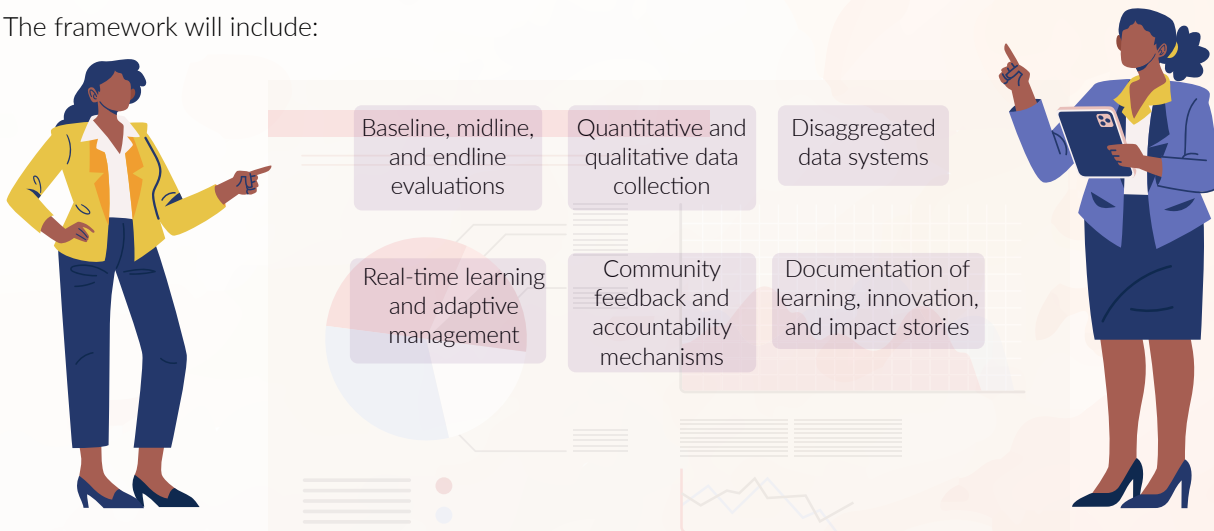 The framework will include:
Baseline, midline,
and endline
evaluations
Quantitative and
qualitative data
collection
Disaggregated
data systems
Real-time learning
and adaptive
management
Community
feedback and
accountability
mechanisms
Documentation of
learning, innovation,
and impact stories